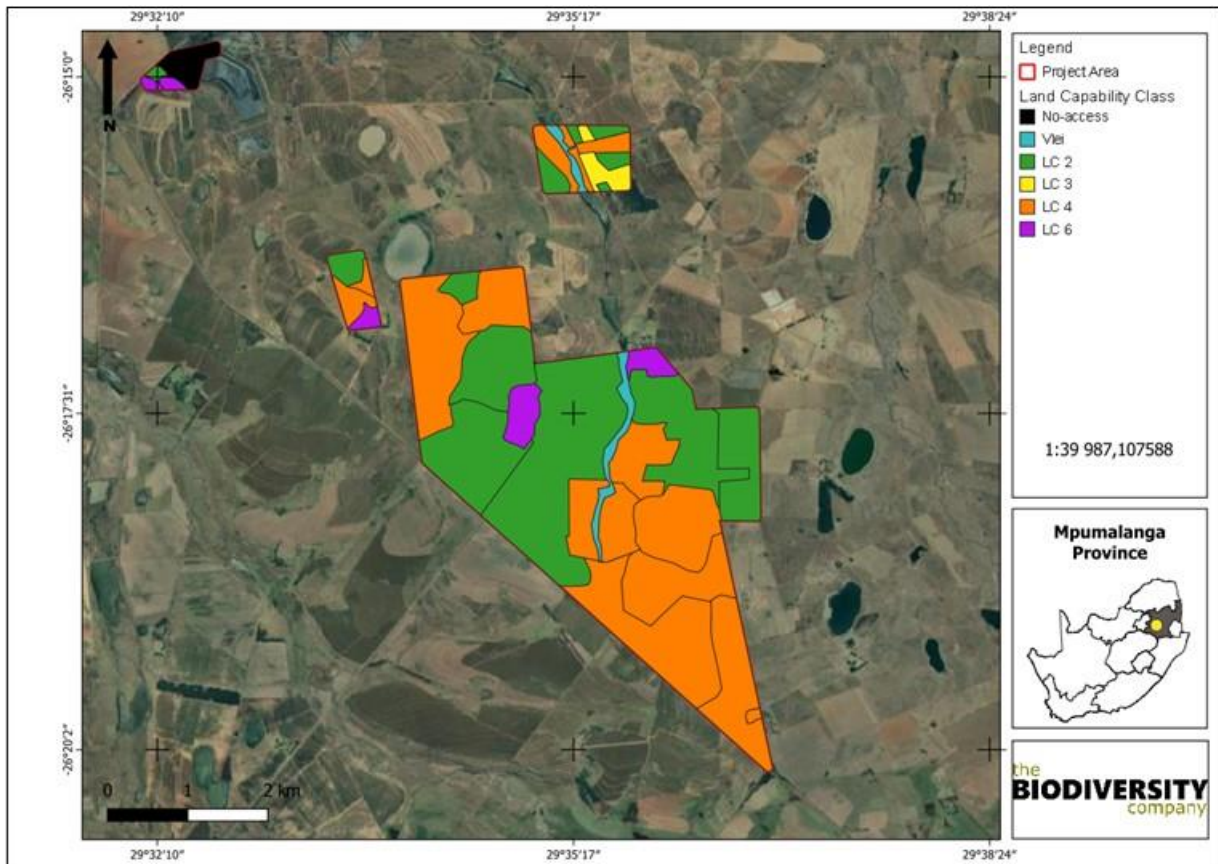 29°32′10″ 29°35′17″ 29°38′24″
-26°15′0″
-26°17′31″
-26°20′2″
N
0 1 2 km
29°32′10″ 29°35′17″ 29°38′24″
Legend
Project Area
Land Capability Class
No-access
Vlei
LC 2
LC 3
LC 4
LC 6
1:39 987,107588
Mpumalanga
Province
the
BIODIVERSITY
company